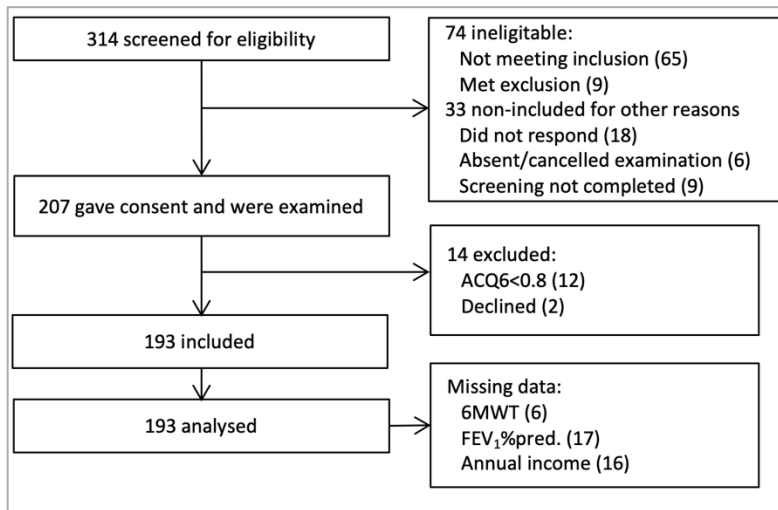 314 screened for eligibility
74 ineligitable:
Not meeting inclusion (65)
Met exclusion (9)
33 non-included for other reasons
Did not respond (18)
Absent/cancelled examination (6)
Screening not completed (9)
207 gave consent and were examined
14 excluded:
ACQ6<0.8 (12)
Declined (2)
193 included
193 analysed
Missing data:
6MWT (6)
FEV₁%pred. (17)
Annual income (16)